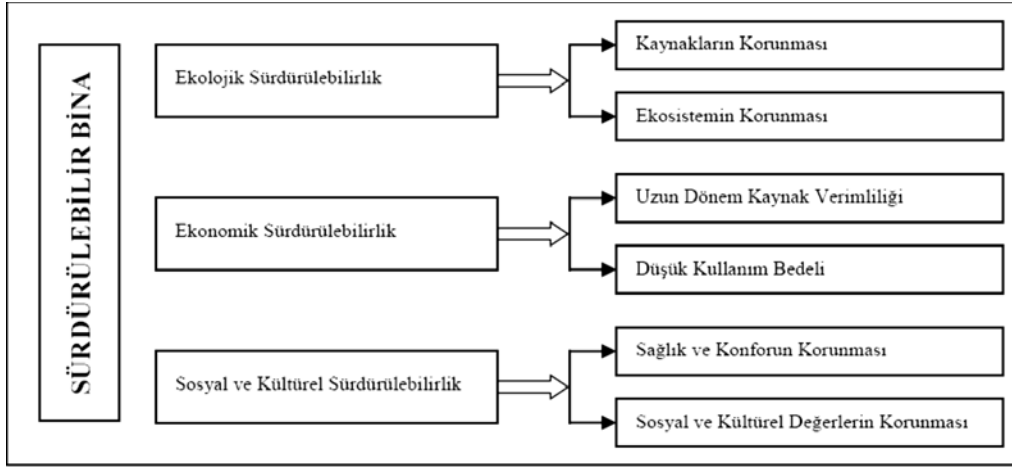 SÜRDÜRÜLEBİLİR BİNA
Ekolojik Sürdürülebilirlik
Kaynakların Korunması
Ekosistemin Korunması
Ekonomik Sürdürülebilirlik
Uzun Dönem Kaynak Verimliliği
Düşük Kullanım Bedeli
Sosyal ve Kültürel Sürdürülebilirlik
Sağlık ve Konforun Korunması
Sosyal ve Kültürel Değerlerin Korunması